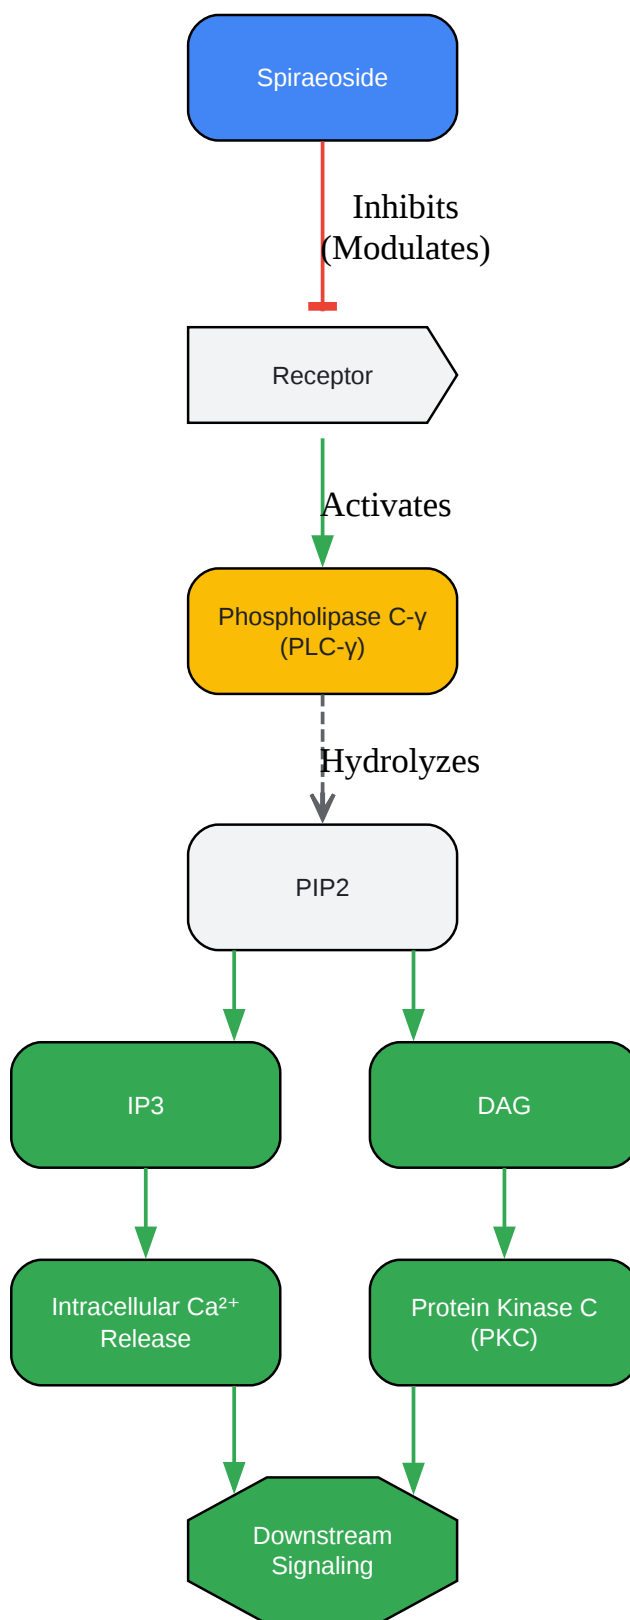 Spiraeoside
Inhibits
(Modulates)
Receptor
Activates
Phospholipase C-γ
(PLC-γ)
Hydrolyzes
PIP2
IP3
DAG
Intracellular Ca²⁺
Release
Protein Kinase C
(PKC)
Downstream
Signaling